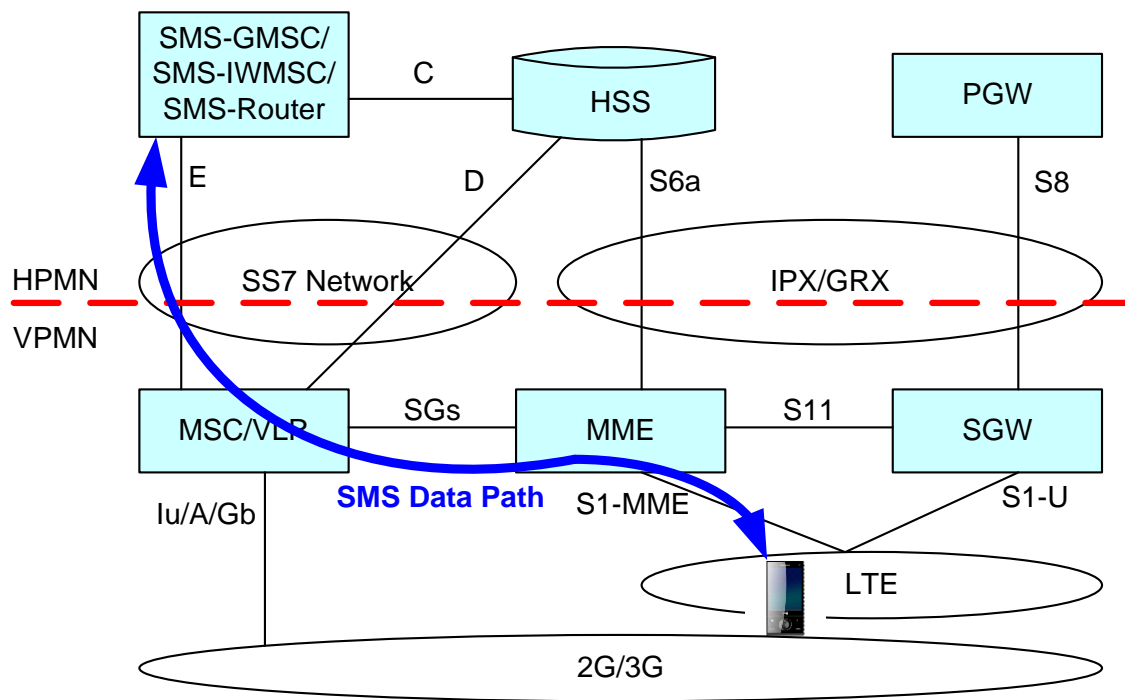 SMS-GMSC/
SMS-IWMSC/
SMS-Router
C
HSS
PGW
E
D
S6a
S8
HPMN
SS7 Network
IPX/GRX
VPMN
MSC/VLR
SGs
MME
S11
SGW
Iu/A/Gb
SMS Data Path
S1-MME
S1-U
LTE
2G/3G